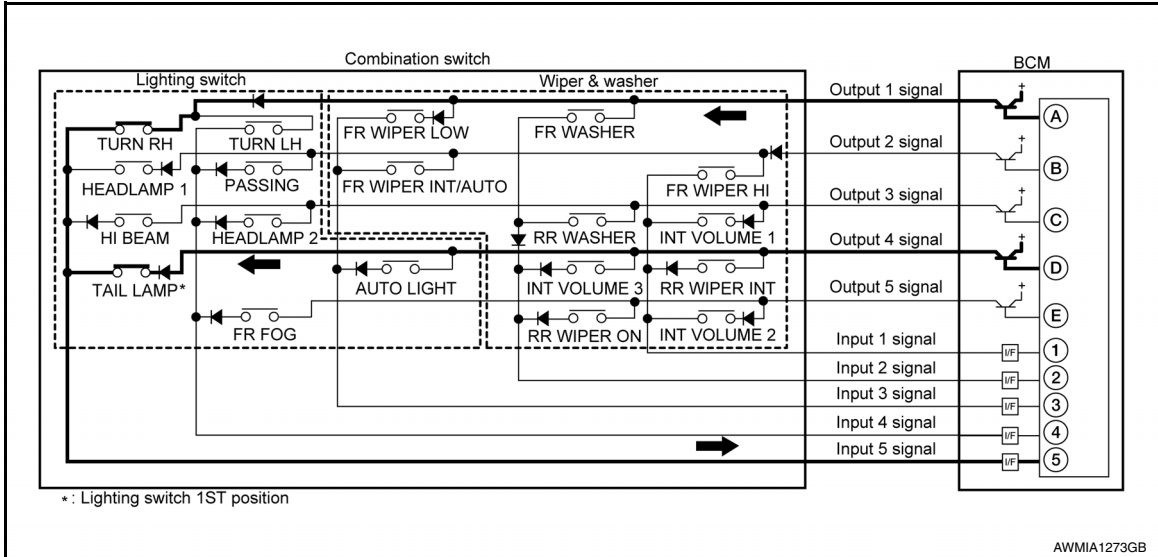 Combination switch
BCM
Lighting switch
Wiper & washer
Output 1 signal
+
A
TURN RH
TURN LH
FR WIPER LOW
FR WASHER
Output 2 signal
+
B
HEADLAMP 1
PASSING
FR WIPER INT/AUTO
FR WIPER HI
Output 3 signal
+
C
HI BEAM
HEADLAMP 2
RR WASHER
INT VOLUME 1
Output 4 signal
+
D
TAIL LAMP*
AUTO LIGHT
INT VOLUME 3
RR WIPER INT
Output 5 signal
+
E
FR FOG
RR WIPER ON
INT VOLUME 2
Input 1 signal
I/F
1
Input 2 signal
I/F
2
Input 3 signal
I/F
3
Input 4 signal
I/F
4
Input 5 signal
I/F
5
* : Lighting switch 1ST position
AWMIA1273GB